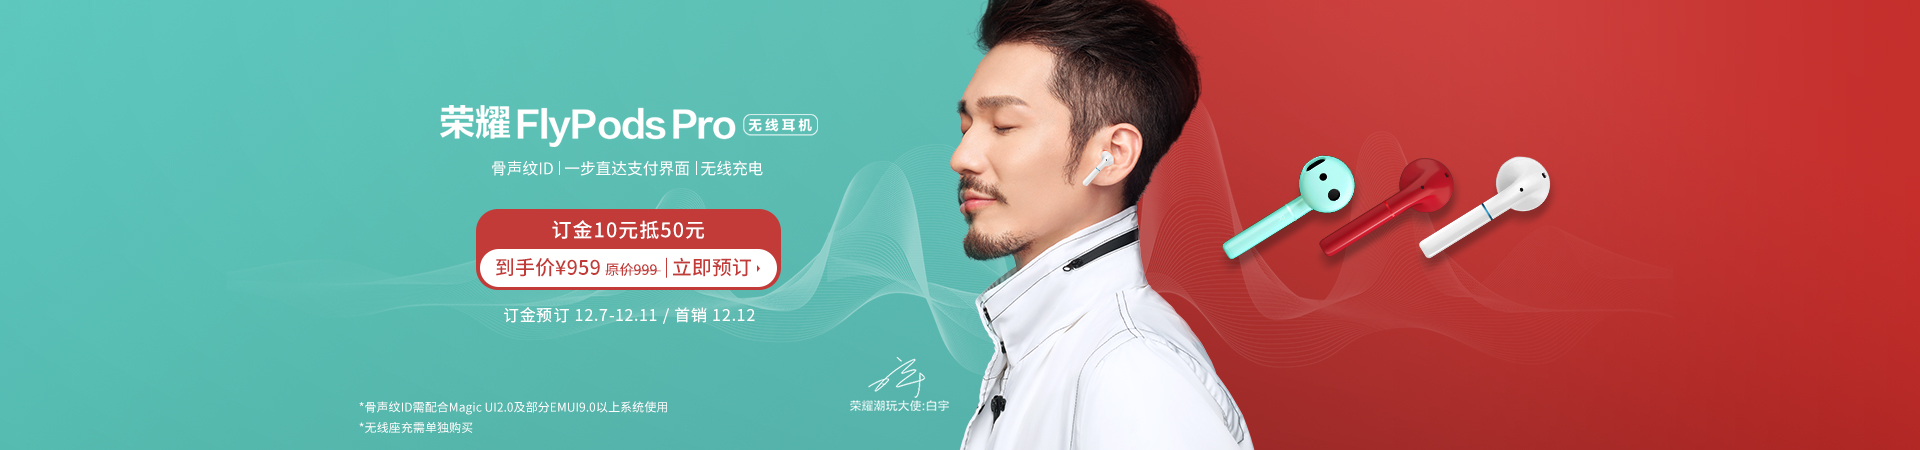 荣耀 FlyPods Pro 无线耳机
骨声纹ID | 一步直达支付界面 | 无线充电
订金10元抵50元
到手价¥959 原价999 | 立即预订
订金预订 12.7-12.11 / 首销 12.12
荣耀潮玩大使:白宇
*骨声纹ID需配合Magic UI2.0及部分EMUI9.0以上系统使用
*无线座充需单独购买